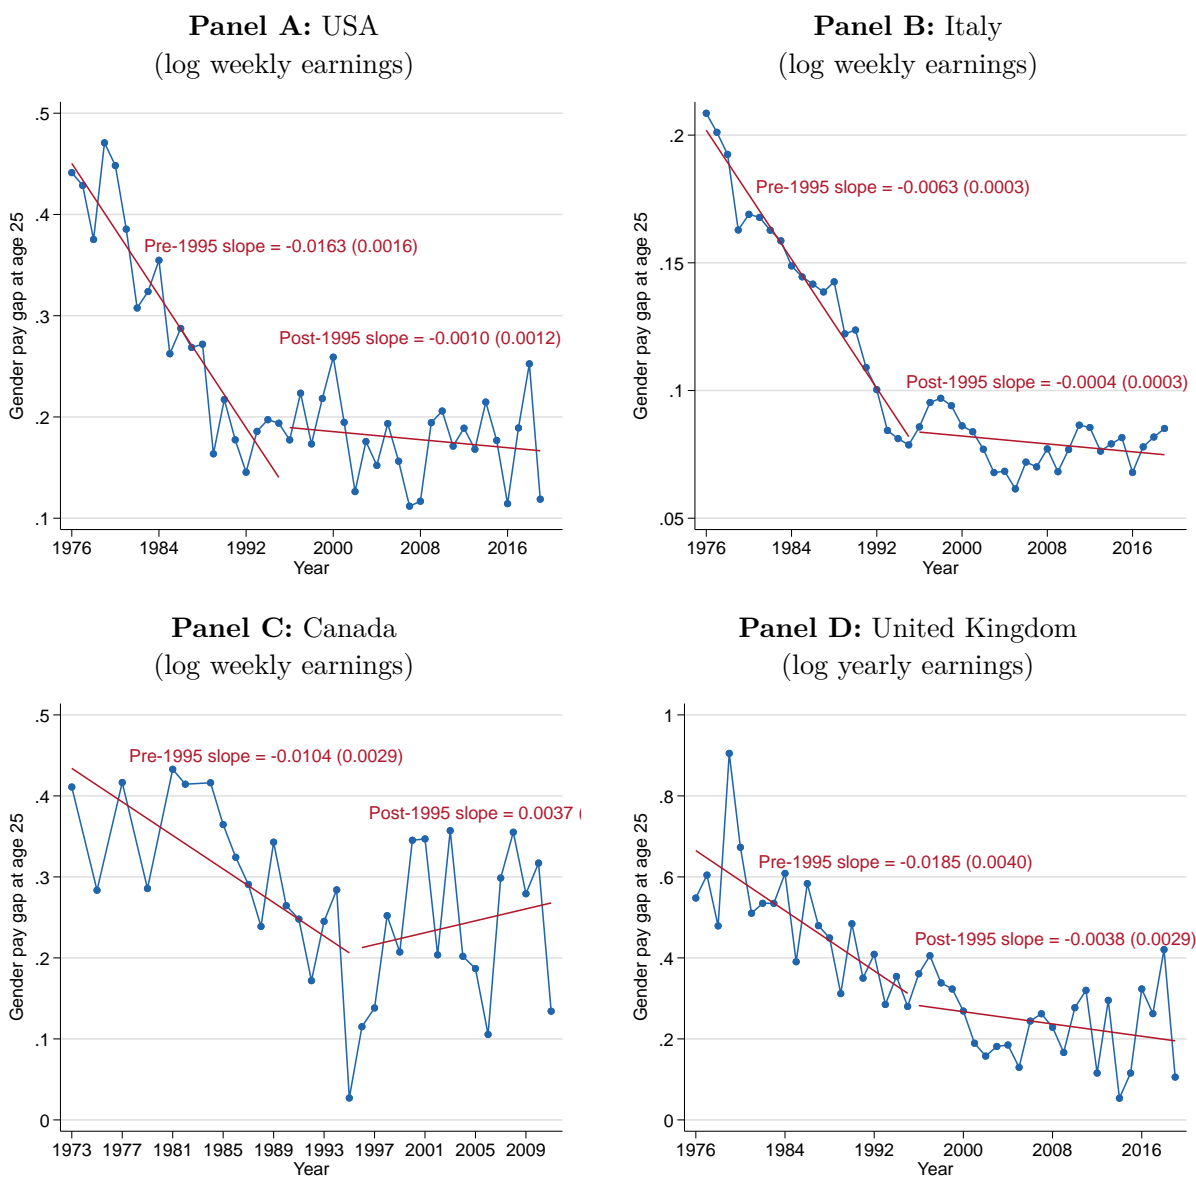 Panel A: USA
(log weekly earnings)
Gender pay gap at age 25
.5
.4
.3
.2
.1
Pre-1995 slope = -0.0163 (0.0016)
Post-1995 slope = -0.0010 (0.0012)
1976 1984 1992 2000 2008 2016
Year
Panel B: Italy
(log weekly earnings)
Gender pay gap at age 25
.2
.15
.1
.05
Pre-1995 slope = -0.0063 (0.0003)
Post-1995 slope = -0.0004 (0.0003)
1976 1984 1992 2000 2008 2016
Year
Panel C: Canada
(log weekly earnings)
Gender pay gap at age 25
.5
.4
.3
.2
.1
0
Pre-1995 slope = -0.0104 (0.0029)
Post-1995 slope = 0.0037 (
1973 1977 1981 1985 1989 1993 1997 2001 2005 2009
Year
Panel D: United Kingdom
(log yearly earnings)
Gender pay gap at age 25
1
.8
.6
.4
.2
0
Pre-1995 slope = -0.0185 (0.0040)
Post-1995 slope = -0.0038 (0.0029)
1976 1984 1992 2000 2008 2016
Year